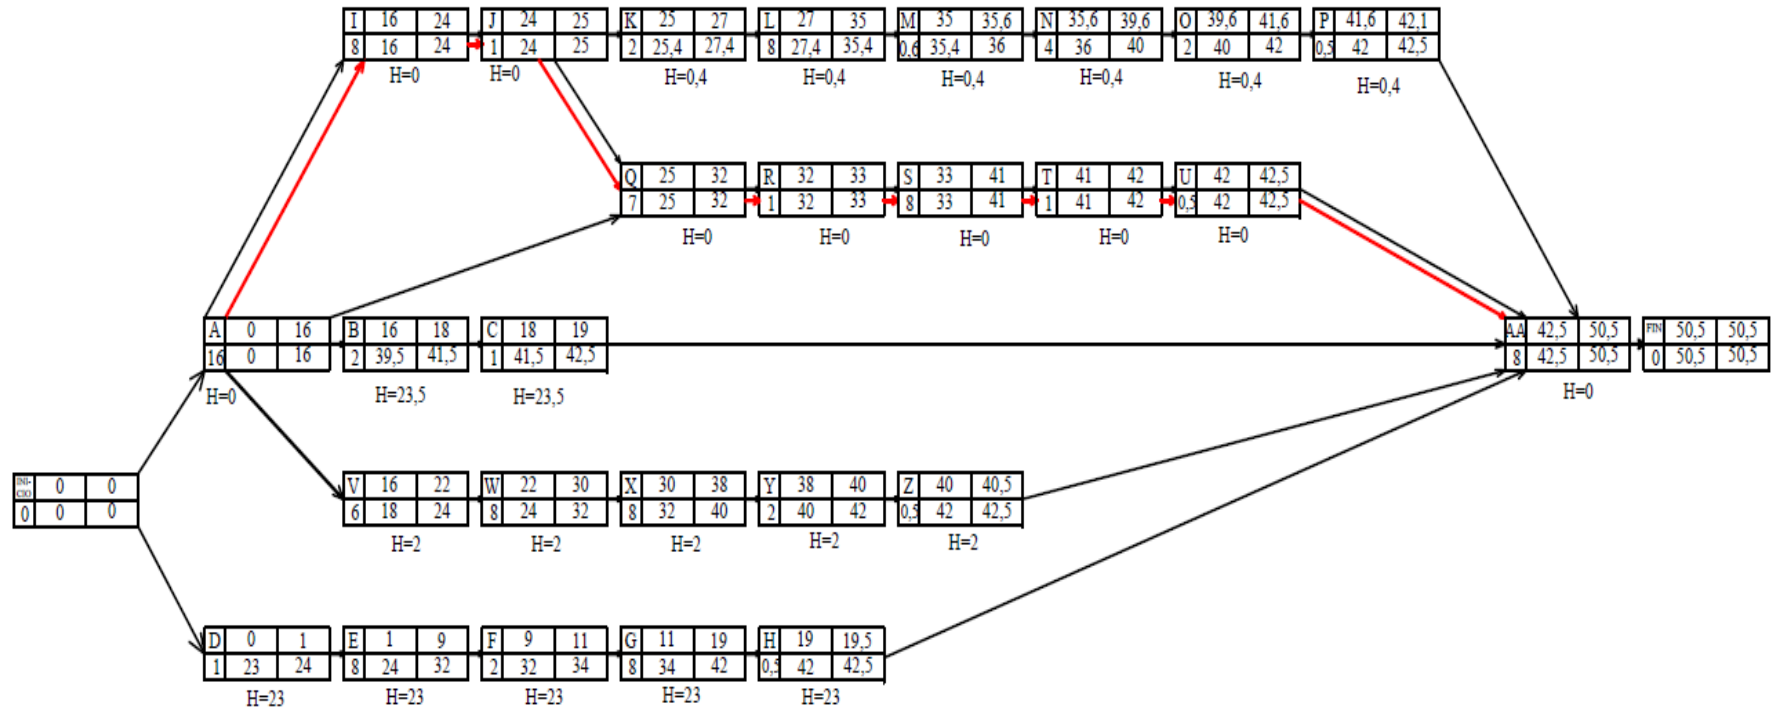 I 16 24 J 24 25 K 25 27 L 27 35 M 35 35,6 N 35,6 39,6 O 39,6 41,6 P 41,6 42,1
8 16 24 1 24 25 2 25,4 27,4 8 27,4 35,4 0,6 35,4 36 4 36 40 2 40 42 0,5 42 42,5
H=0 H=0 H=0,4 H=0,4 H=0,4 H=0,4 H=0,4 H=0,4
Q 25 32 R 32 33 S 33 41 T 41 42 U 42 42,5
7 25 32 1 32 33 8 33 41 1 41 42 0,5 42 42,5
H=0 H=0 H=0 H=0 H=0
A 0 16 B 16 18 C 18 19 AA 42,5 50,5 FIN 50,5 50,5
16 0 16 2 39,5 41,5 1 41,5 42,5 8 42,5 50,5 0 50,5 50,5
H=0 H=23,5 H=23,5 H=0
INI-
CIO 0 0 V 16 22 W 22 30 X 30 38 Y 38 40 Z 40 40,5
0 0 0 6 18 24 8 24 32 8 32 40 2 40 42 0,5 42 42,5
H=2 H=2 H=2 H=2 H=2
D 0 1 E 1 9 F 9 11 G 11 19 H 19 19,5
1 23 24 8 24 32 2 32 34 8 34 42 0,5 42 42,5
H=23 H=23 H=23 H=23 H=23